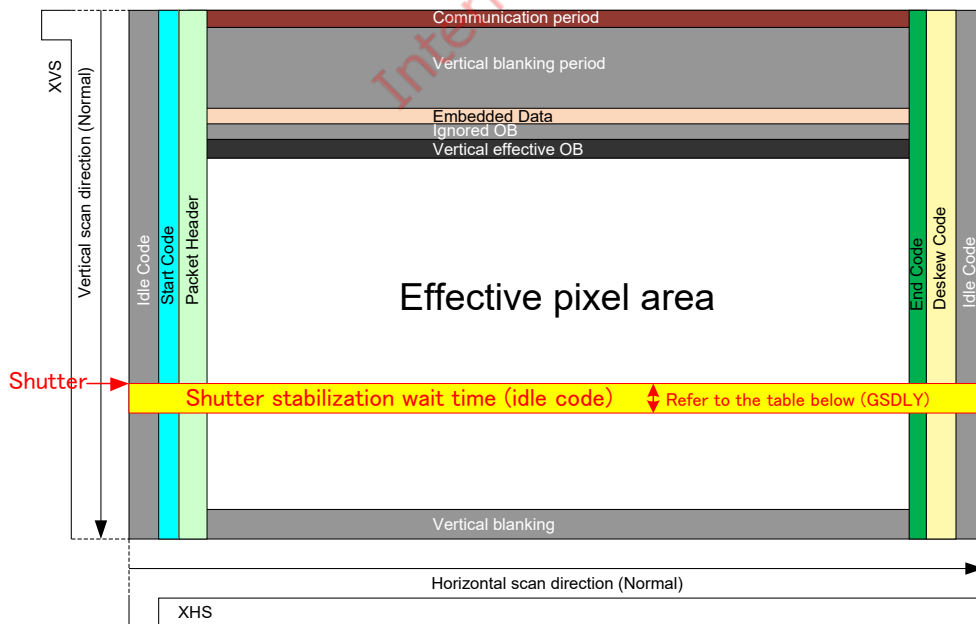 Communication period
Vertical blanking period
Embedded Data
Ignored OB
Vertical effective OB
XVS
Vertical scan direction (Normal)
Idle Code
Start Code
Packet Header
Effective pixel area
End Code
Deskew Code
Idle Code
Shutter
Shutter stabilization wait time (idle code)
Refer to the table below (GSDLY)
Vertical blanking
Horizontal scan direction (Normal)
XHS